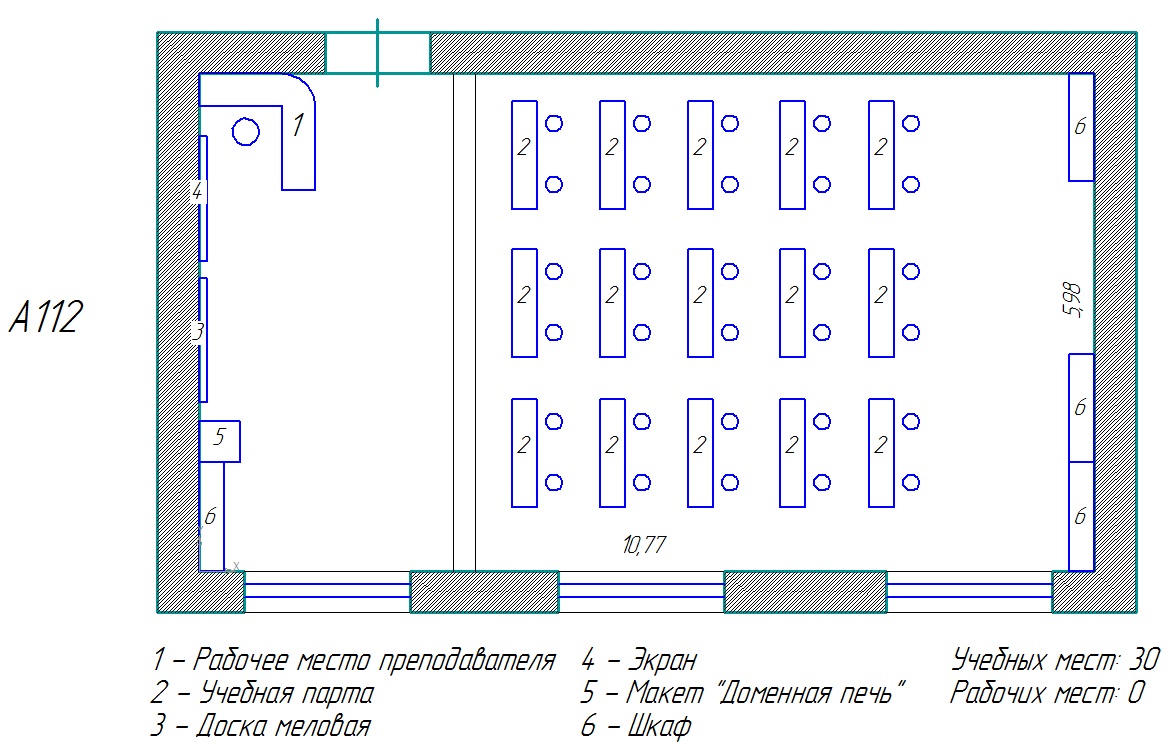 1
6
2 2 2 2 2
4
5,98
2 2 2 2 2
А112
3
6
5
2 2 2 2 2
6
6
10,77
X
1 – Рабочее место преподавателя
2 – Учебная парта
3 – Доска меловая
4 – Экран
5 – Макет "Доменная печь"
6 – Шкаф
Учебных мест: 30
Рабочих мест: 0